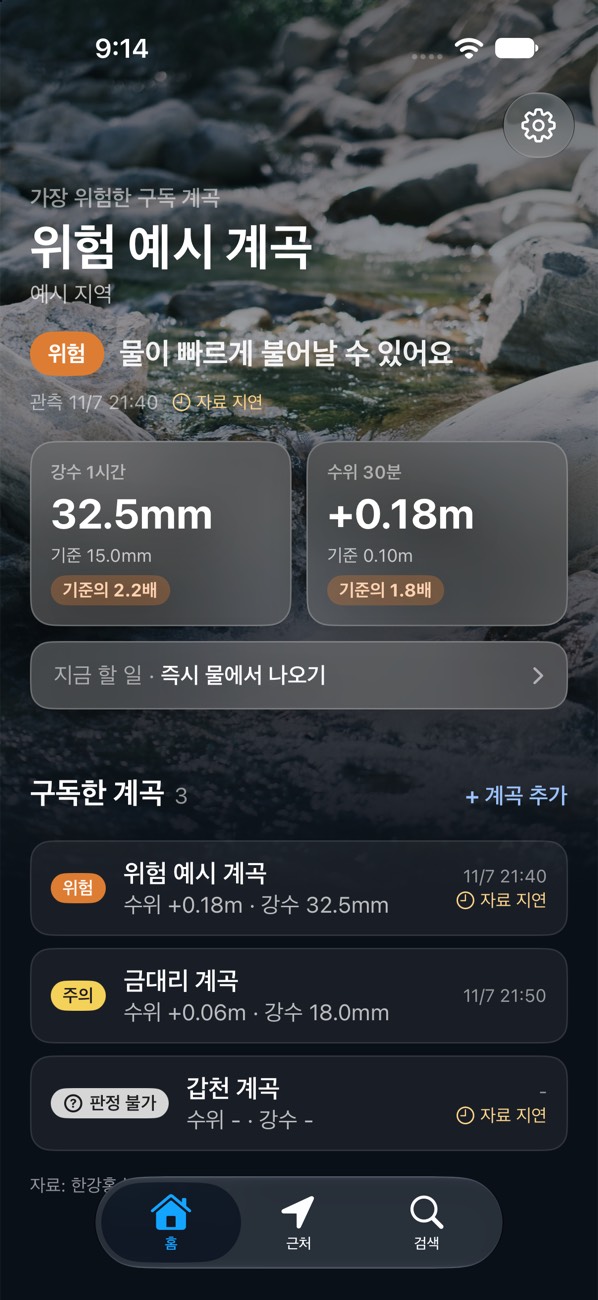 9:14
가장 위험한 구독 계곡
위험 예시 계곡
예시 지역
위험 물이 빠르게 불어날 수 있어요
관측 11/7 21:40 자료 지연
강수 1시간
32.5mm
기준 15.0mm
기준의 2.2배
수위 30분
+0.18m
기준 0.10m
기준의 1.8배
지금 할 일 · 즉시 물에서 나오기
구독한 계곡 3
+ 계곡 추가
위험
위험 예시 계곡
수위 +0.18m · 강수 32.5mm
11/7 21:40
자료 지연
주의
금대리 계곡
수위 +0.06m · 강수 18.0mm
11/7 21:50
판정 불가
갑천 계곡
수위 - · 강수 -
-
자료 지연
자료: 한강홍
홈
근처
검색